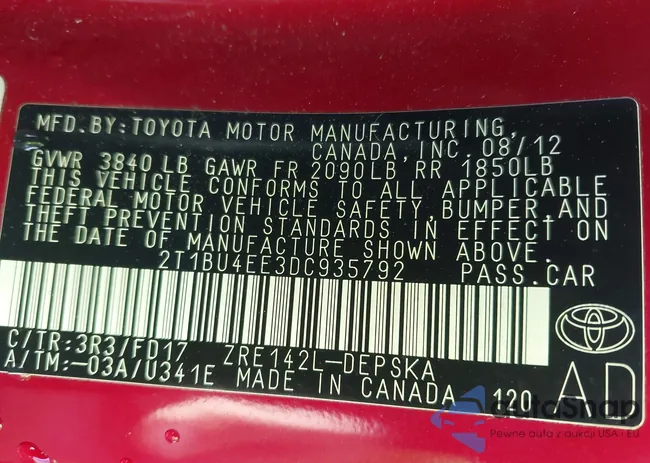 MFD.BY:TOYOTA MOTOR MANUFACTURING,
CANADA,INC. 08/12
GVWR 3840 LB GAWR FR 2090LB RR 1850LB
THIS VEHICLE CONFORMS TO ALL APPLICABLE
FEDERAL MOTOR VEHICLE SAFETY,BUMPER,AND
THEFT PREVENTION STANDARDS IN EFFECT ON
THE DATE OF MANUFACTURE SHOWN ABOVE.
2T1BU4EE3DC935792 PASS.CAR
C/TR:3R3/FD17 ZRE142L-DEPSKA
A/TM:-03A/U341E MADE IN CANADA 120 AD
autoSnap
Pewne auta z aukcji USA i EU